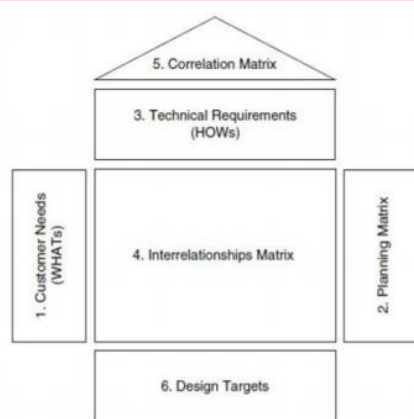 5. Correlation Matrix
3. Technical Requirements
(HOWs)
1. Customer Needs
(WHATs)
4. Interrelationships Matrix
2. Planning Matrix
6. Design Targets